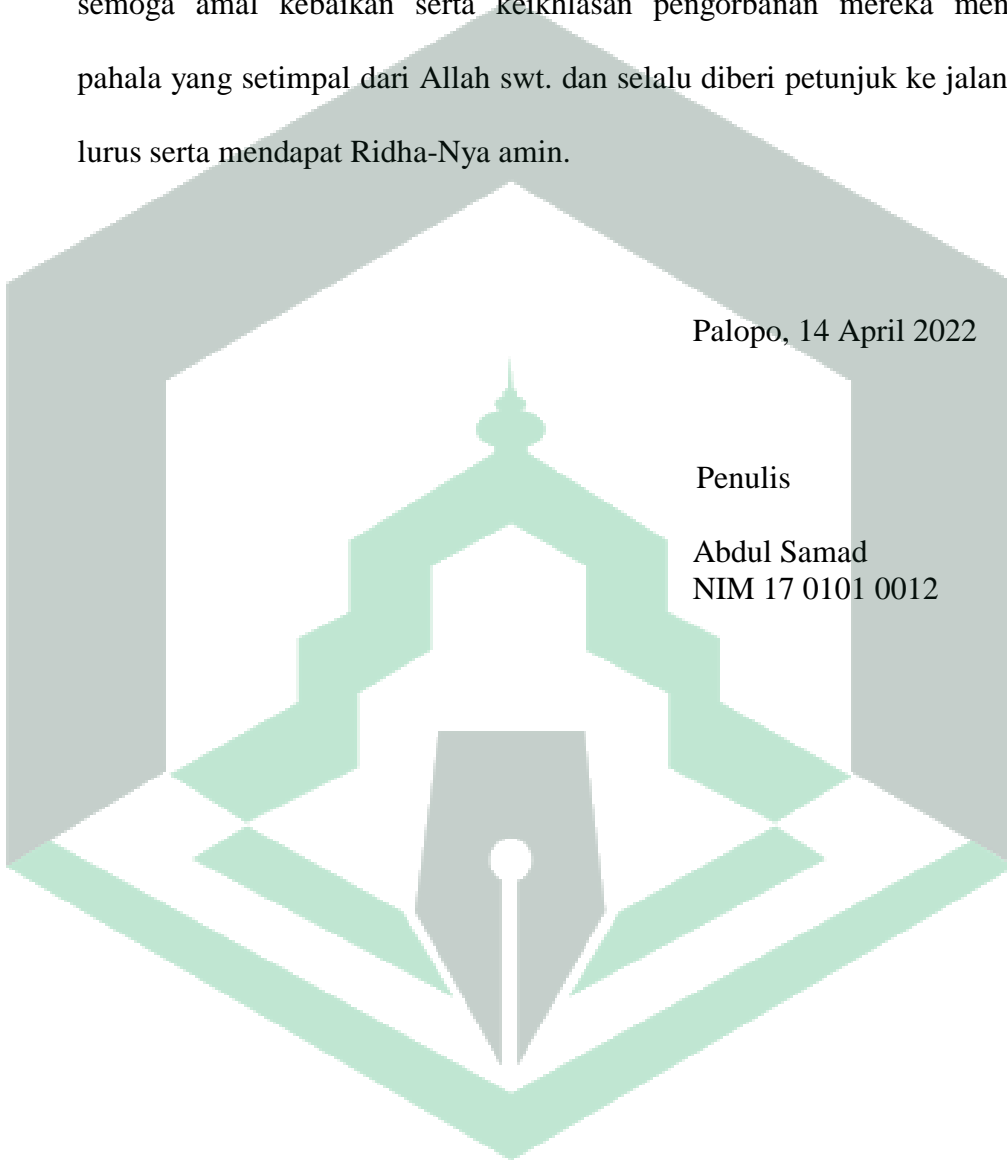 semoga amal kebaikan serta keikhlasan pengorbanan mereka men
pahala yang setimpal dari Allah swt. dan selalu diberi petunjuk ke jalan
lurus serta mendapat Ridha-Nya amin.
Palopo, 14 April 2022
Penulis
Abdul Samad
NIM 17 0101 0012